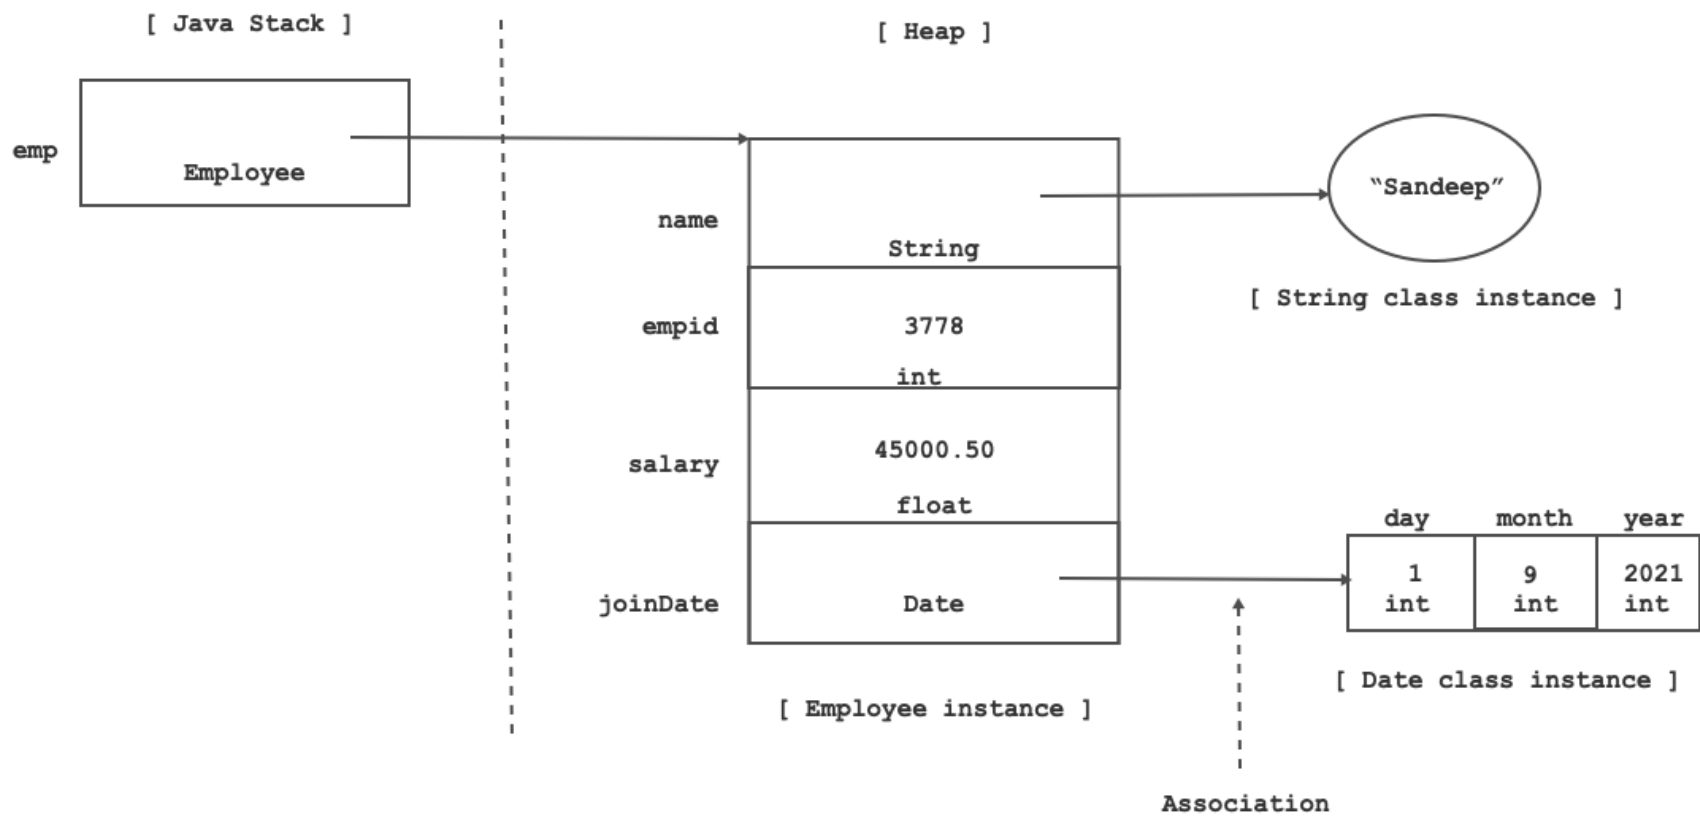 [ Java Stack ]
[ Heap ]
emp
Employee
name
String
“Sandeep”
[ String class instance ]
empid
3778
int
salary
45000.50
float
joinDate
Date
day month year
1 9 2021
int int int
[ Date class instance ]
[ Employee instance ]
Association